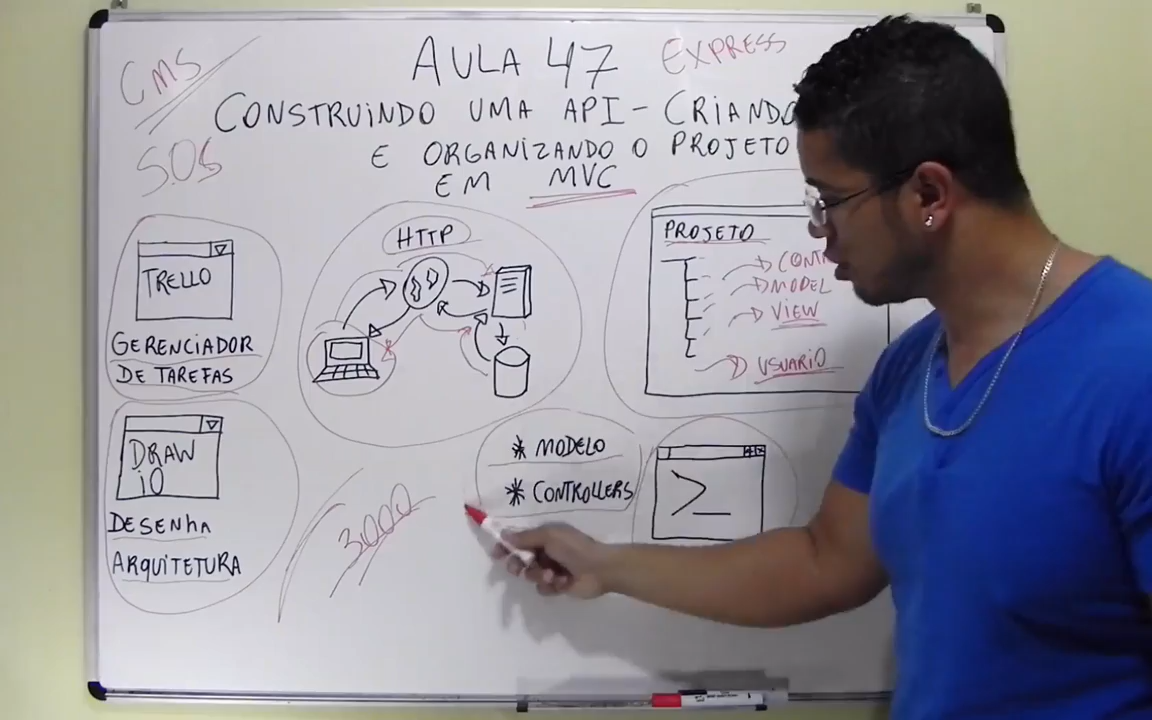 CMS
SOS
AULA 47
EXPRESS
CONSTRUINDO UMA API - CRIANDO
E ORGANIZANDO O PROJETO
EM MVC
TRELLO
GERENCIADOR
DE TAREFAS
HTTP
PROJETO
CONTR
MODEL
VIEW
USUARIO
DRAW
iO
DESENHA
ARQUITETURA
3000
* MODELO
* CONTROLLERS
>_